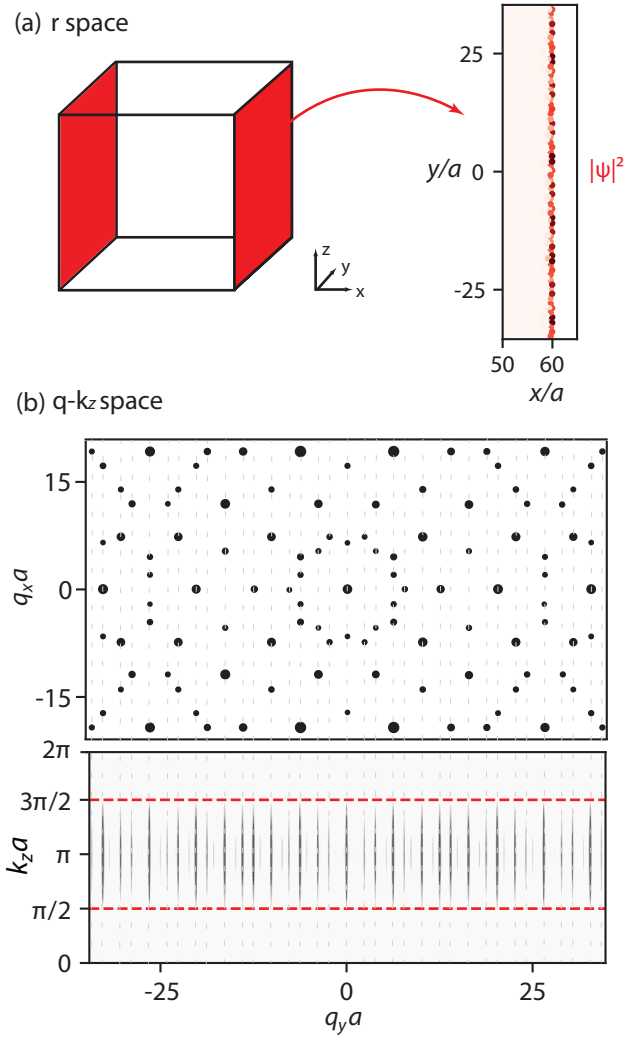 (a) r space
z
y
x
25
y/a
0
-25
|ψ|²
50
60
x/a
(b) q-kz space
15
qxa
0
-15
2π
3π/2
kza
π
π/2
0
-25
0
25
qya